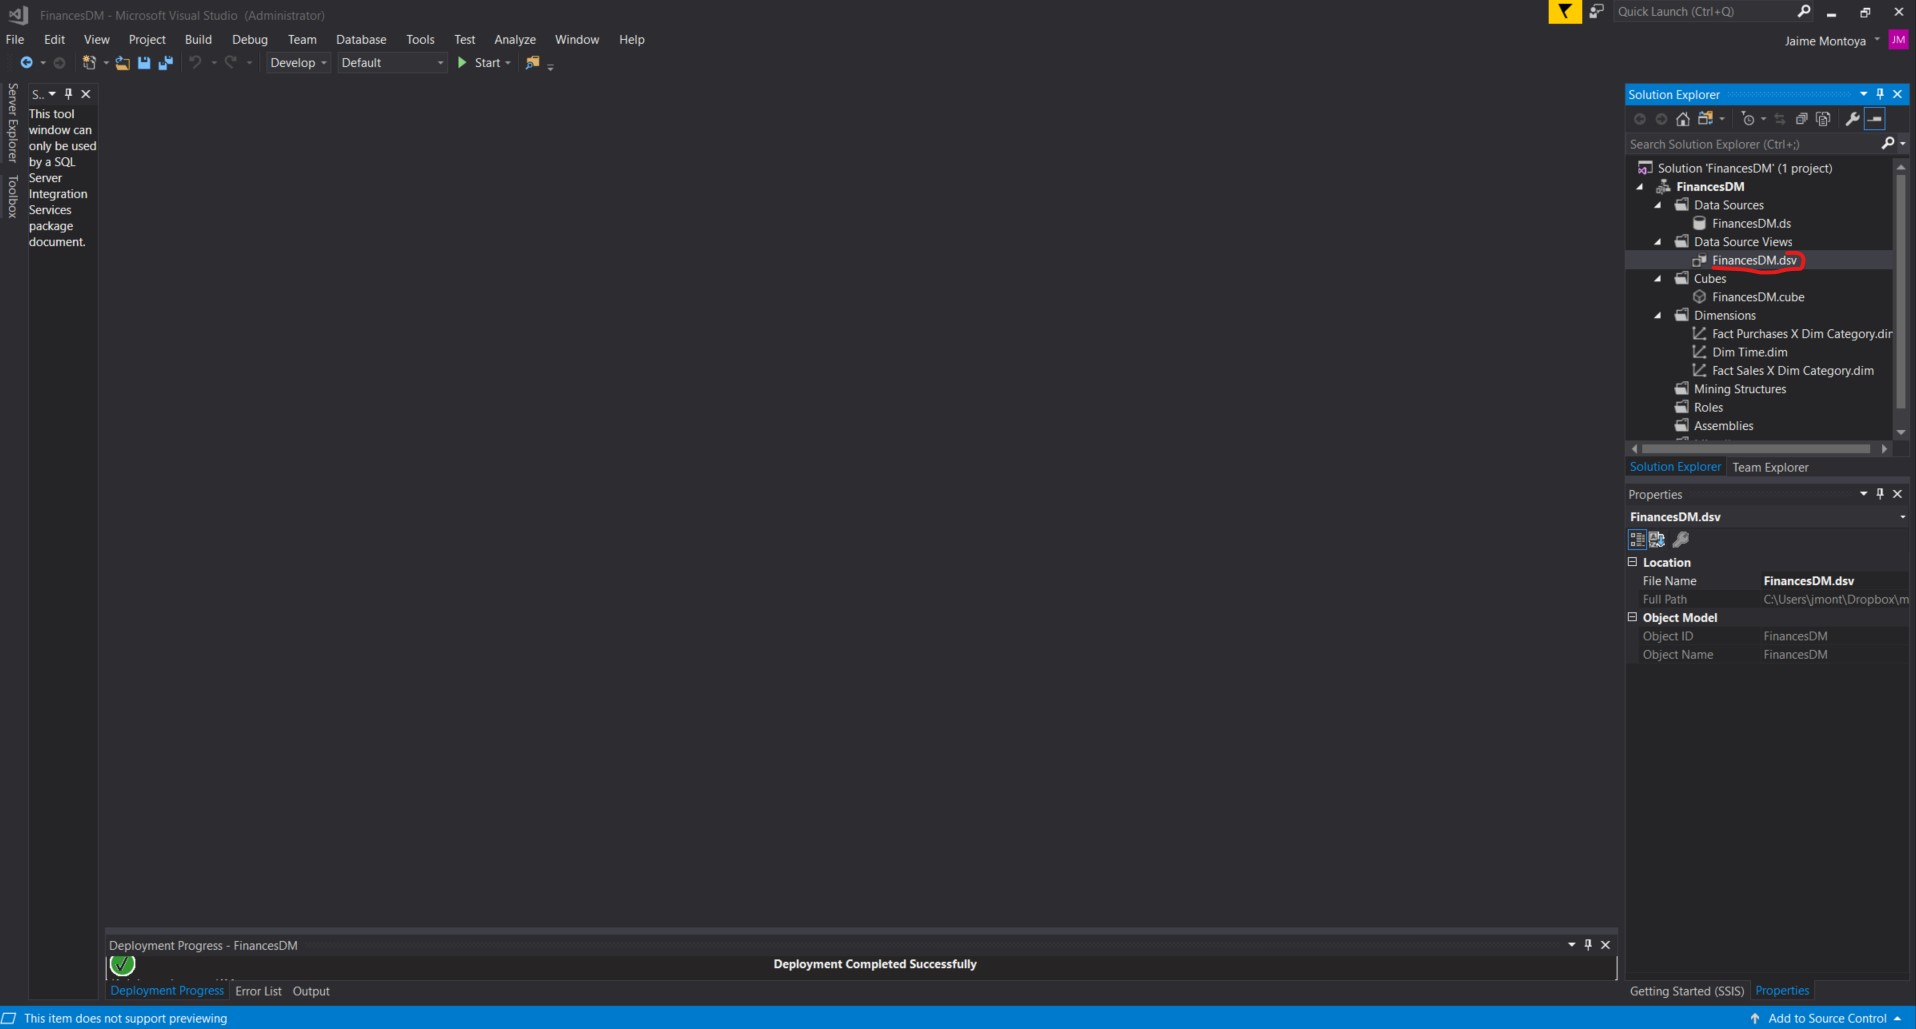 FinancesDM - Microsoft Visual Studio (Administrator)
Quick Launch (Ctrl+Q)
File Edit View Project Build Debug Team Database Tools Test Analyze Window Help
Jaime Montoya JM
Develop Default Start
Server Explorer
Toolbox
S..
This tool
window can
only be used
by a SQL
Server
Integration
Services
package
document.
Solution Explorer
Search Solution Explorer (Ctrl+;)
Solution 'FinancesDM' (1 project)
FinancesDM
Data Sources
FinancesDM.ds
Data Source Views
FinancesDM.dsv
Cubes
FinancesDM.cube
Dimensions
Fact Purchases X Dim Category.dir
Dim Time.dim
Fact Sales X Dim Category.dim
Mining Structures
Roles
Assemblies
Solution Explorer Team Explorer
Properties
FinancesDM.dsv
Location
File Name FinancesDM.dsv
Full Path C:\Users\jmont\Dropbox\m
Object Model
Object ID FinancesDM
Object Name FinancesDM
Deployment Progress - FinancesDM
Deployment Completed Successfully
Deployment Progress Error List Output
Getting Started (SSIS) Properties
This item does not support previewing
Add to Source Control